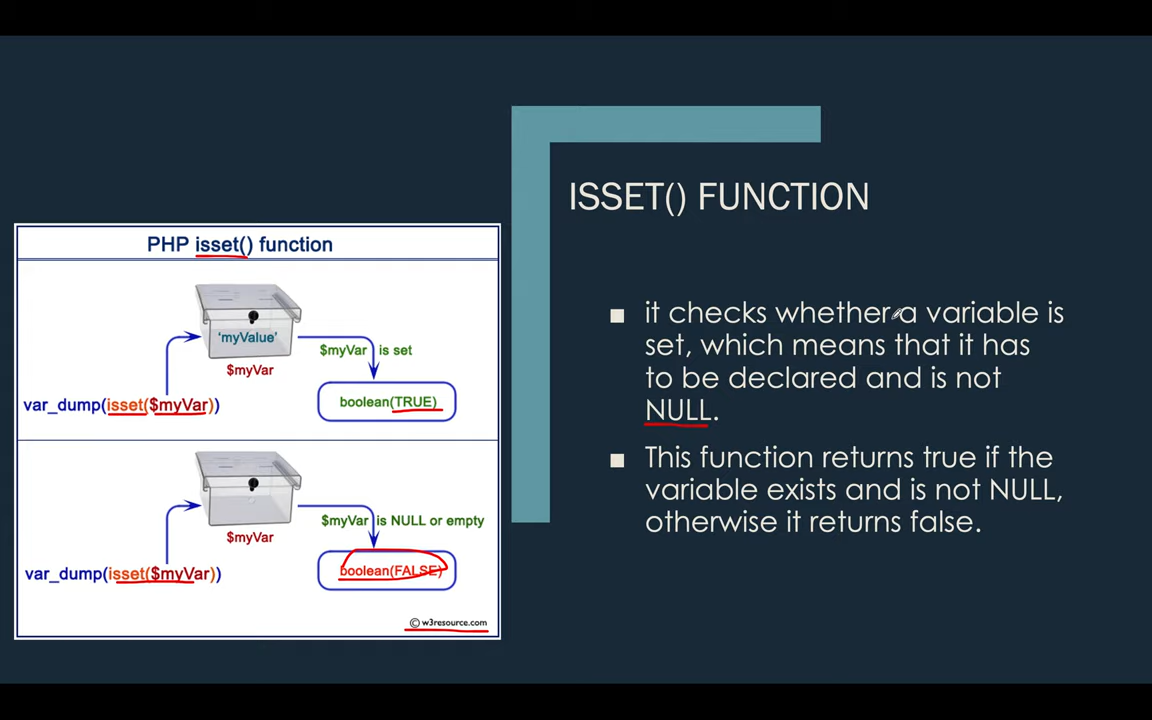 ISSET() FUNCTION
PHP isset() function
'myValue'
$myVar
$myVar is set
boolean(TRUE)
var_dump(isset($myVar))
$myVar
$myVar is NULL or empty
boolean(FALSE)
var_dump(isset($myVar))
© w3resource.com
it checks whether a variable is
set, which means that it has
to be declared and is not
NULL.
This function returns true if the
variable exists and is not NULL,
otherwise it returns false.